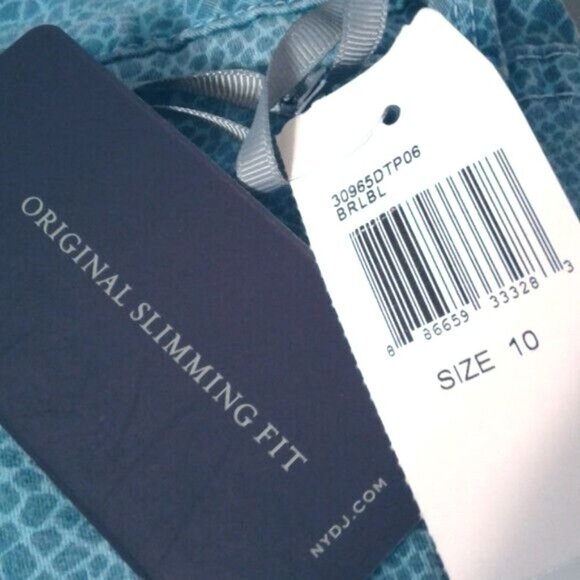 ORIGINAL SLIMMING FIT
NYDJ.COM
30965DTP06
BRLBL
8 86659 33328 3
SIZE 10